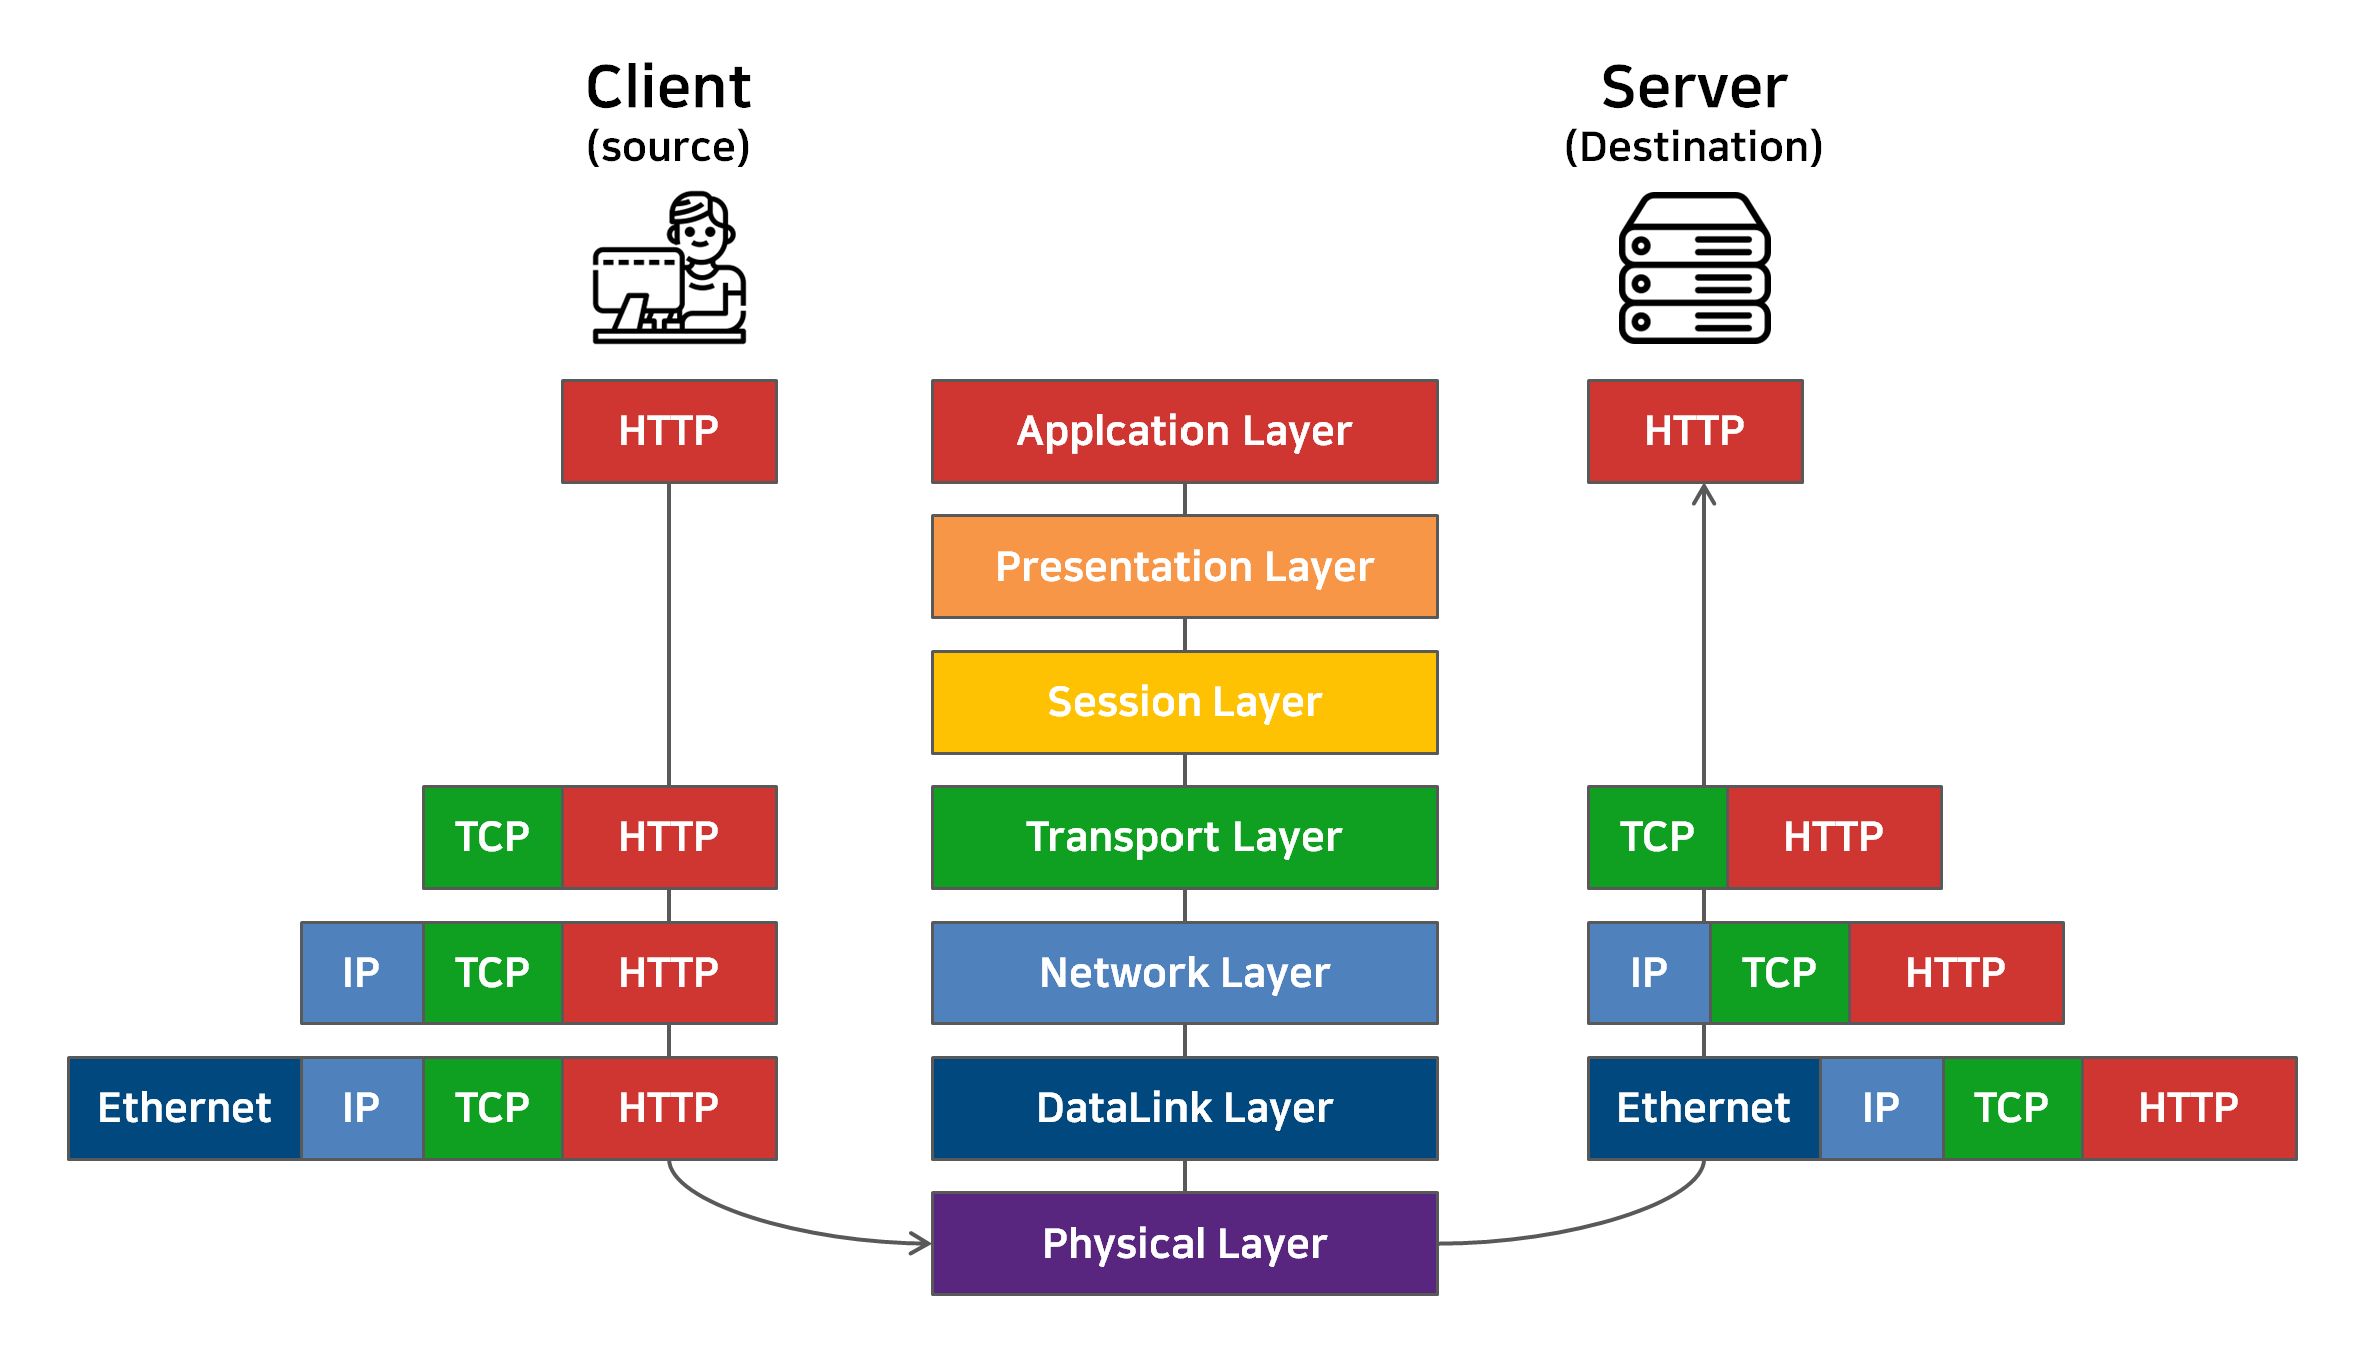 Client
(source)
Server
(Destination)
HTTP
Applcation Layer
HTTP
Presentation Layer
Session Layer
TCP HTTP
Transport Layer
TCP HTTP
IP TCP HTTP
Network Layer
IP TCP HTTP
Ethernet IP TCP HTTP
DataLink Layer
Ethernet IP TCP HTTP
Physical Layer